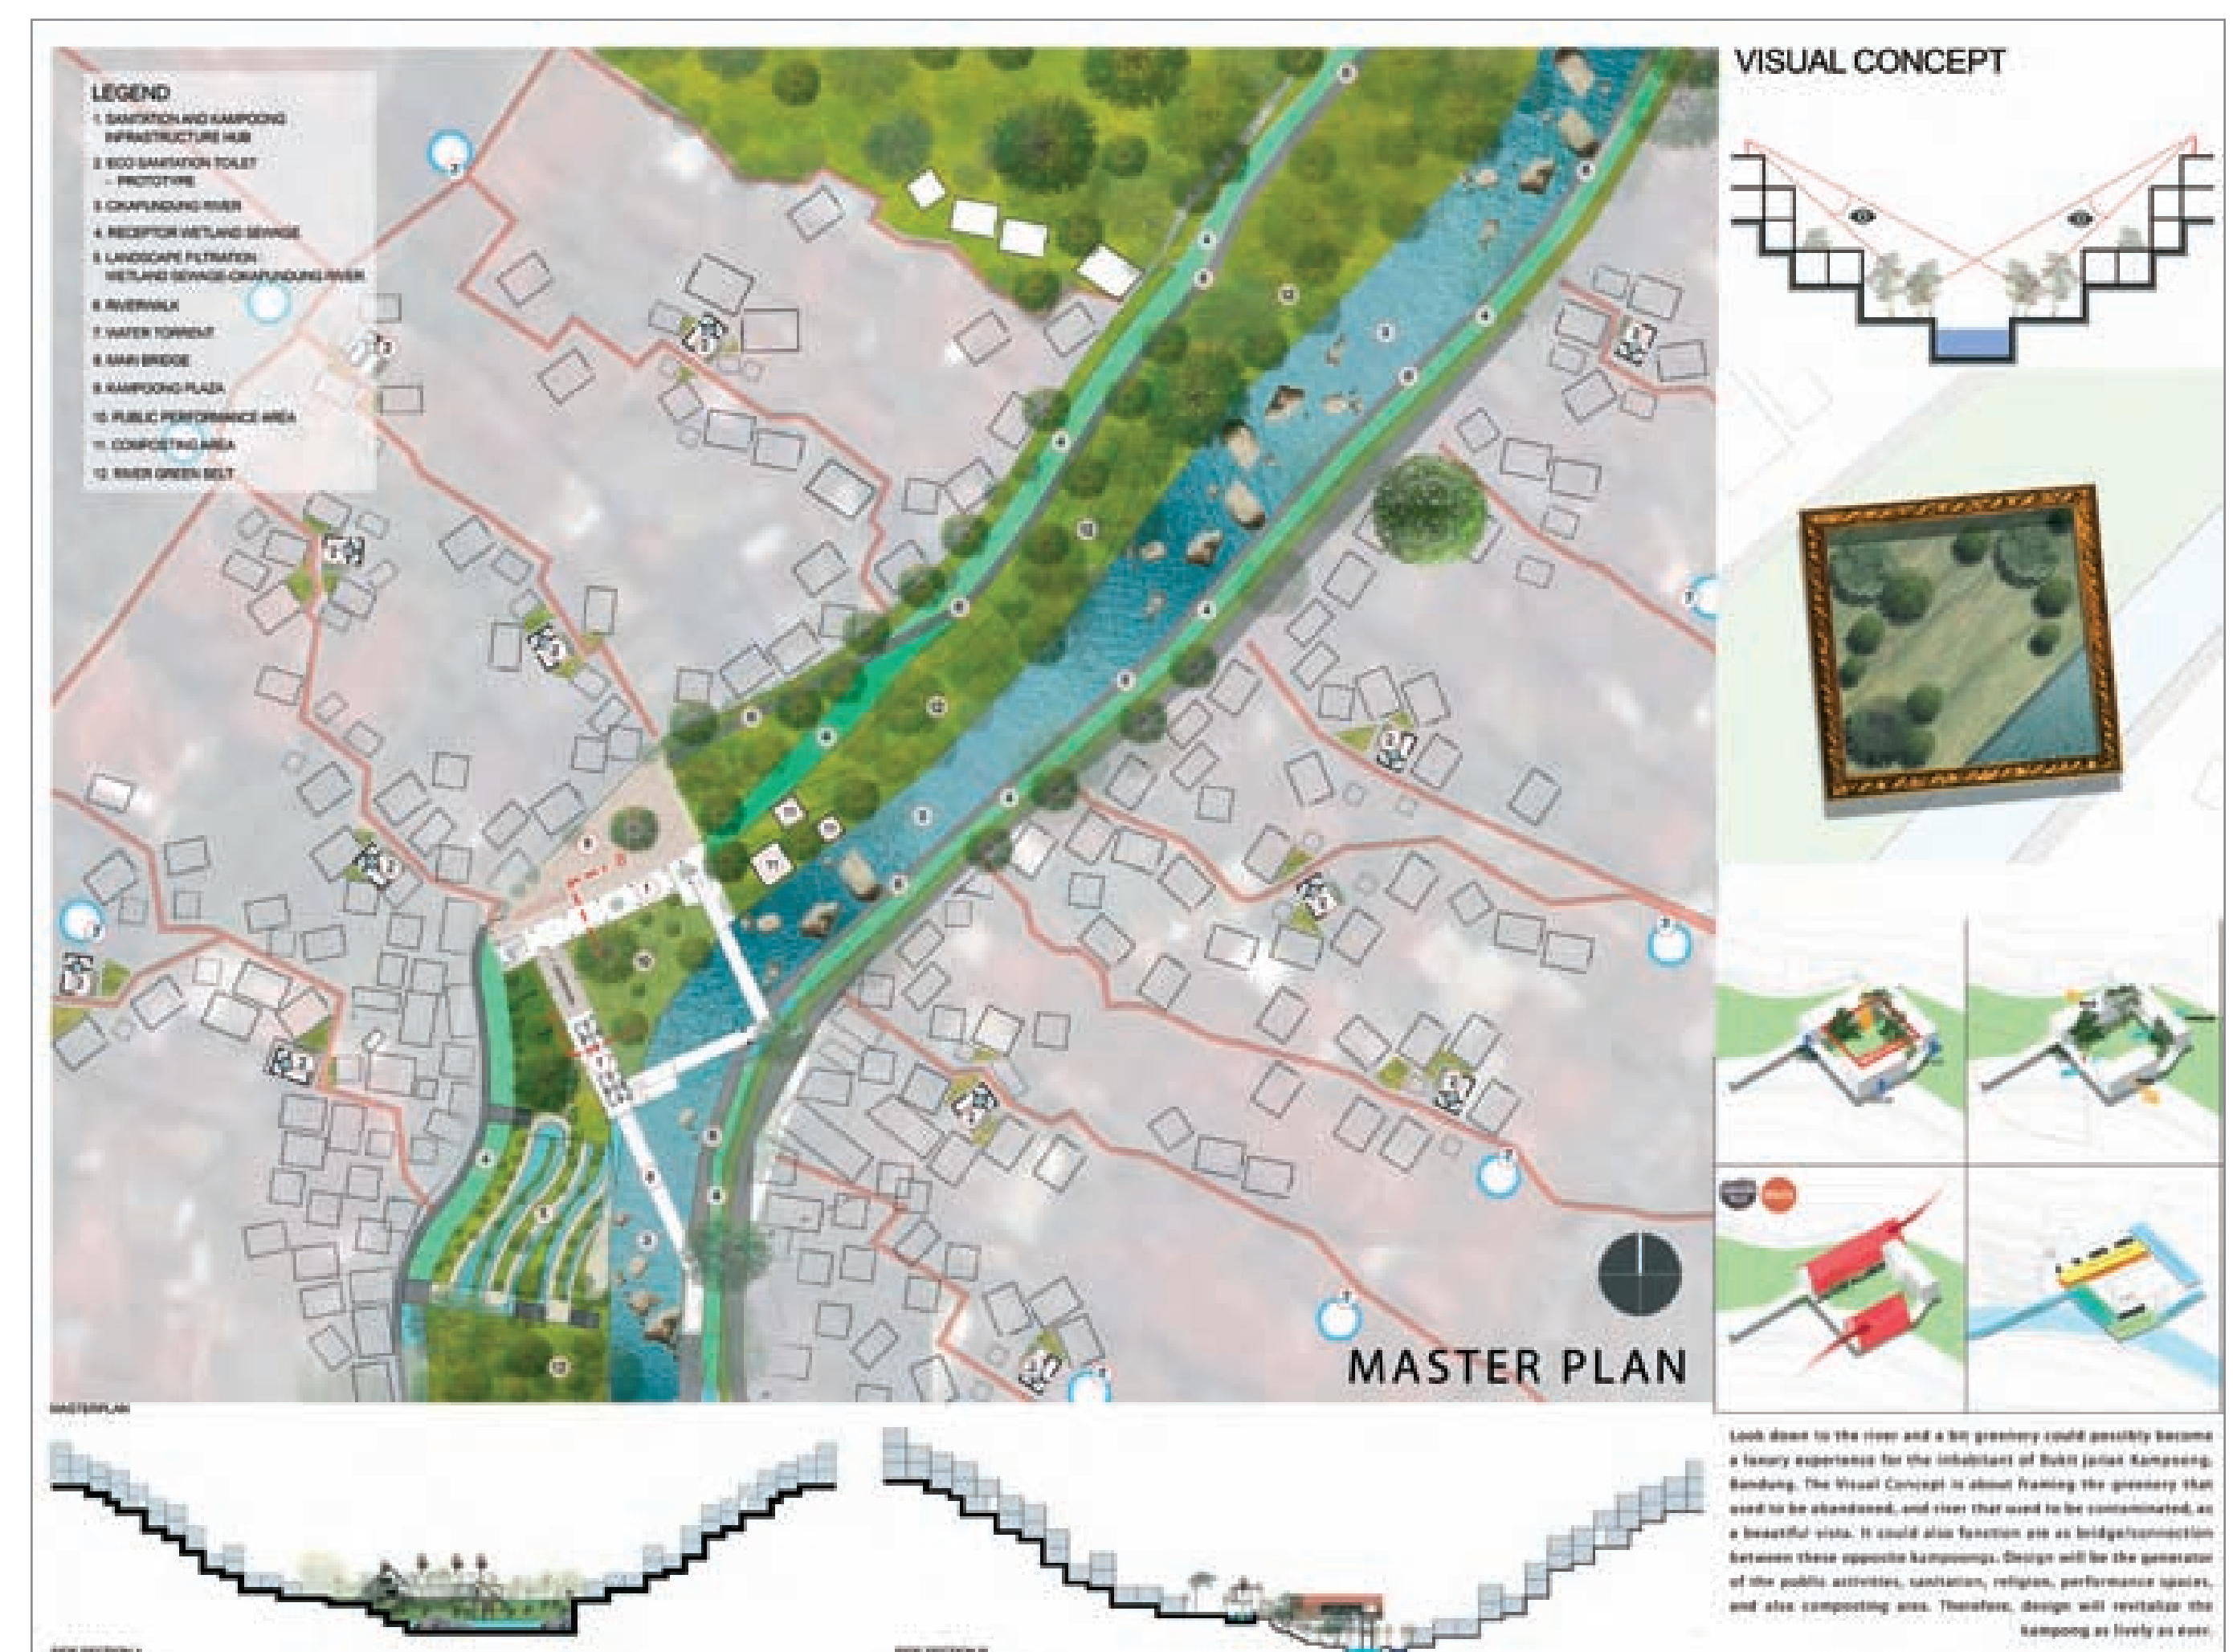 LEGEND
1. SANITATION AND KAMPOONG
INFRASTRUCTURE HUB
2. ECO SANITATION TOILET
- PROTOTYPE
3. CIKAPUNDUNG RIVER
4. RECEPTOR WETLAND SEWAGE
5. LANDSCAPE FILTRATION
WETLAND SEWAGE-CIKAPUNDUNG RIVER
6. RIVERWALK
7. WATER TORRENT
8. MAIN BRIDGE
9. KAMPOONG PLAZA
10. PUBLIC PERFORMANCE AREA
11. COMPOSTING AREA
12. RIVER GREEN BELT
MASTER PLAN
MASTERPLAN
VISUAL CONCEPT
Look down to the river and a bit greenery could possibly become
a luxury experience for the inhabitant of Bukit Jarian Kampoong,
Bandung. The Visual Concept is about framing the greenery that
used to be abandoned, and river that used to be contaminated, as
a beautiful vista. It could also function are as bridge/connection
between these opposite kampoongs. Design will be the generator
of the public activities, sanitation, religion, performance spaces,
and also composting area. Therefore, design will revitalize the
kampoong as lively as ever.